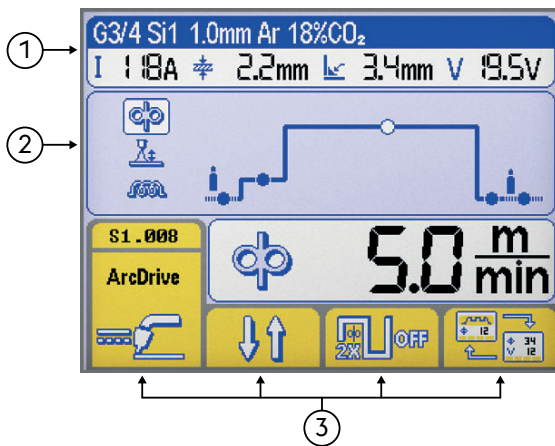 G3/4 Si1 1.0mm Ar 18%CO₂
I 118A 2.2mm 3.4mm V 19.5V
1
2
S1.008
ArcDrive
5.0 m/min
2X OFF
12
34
V 12
3